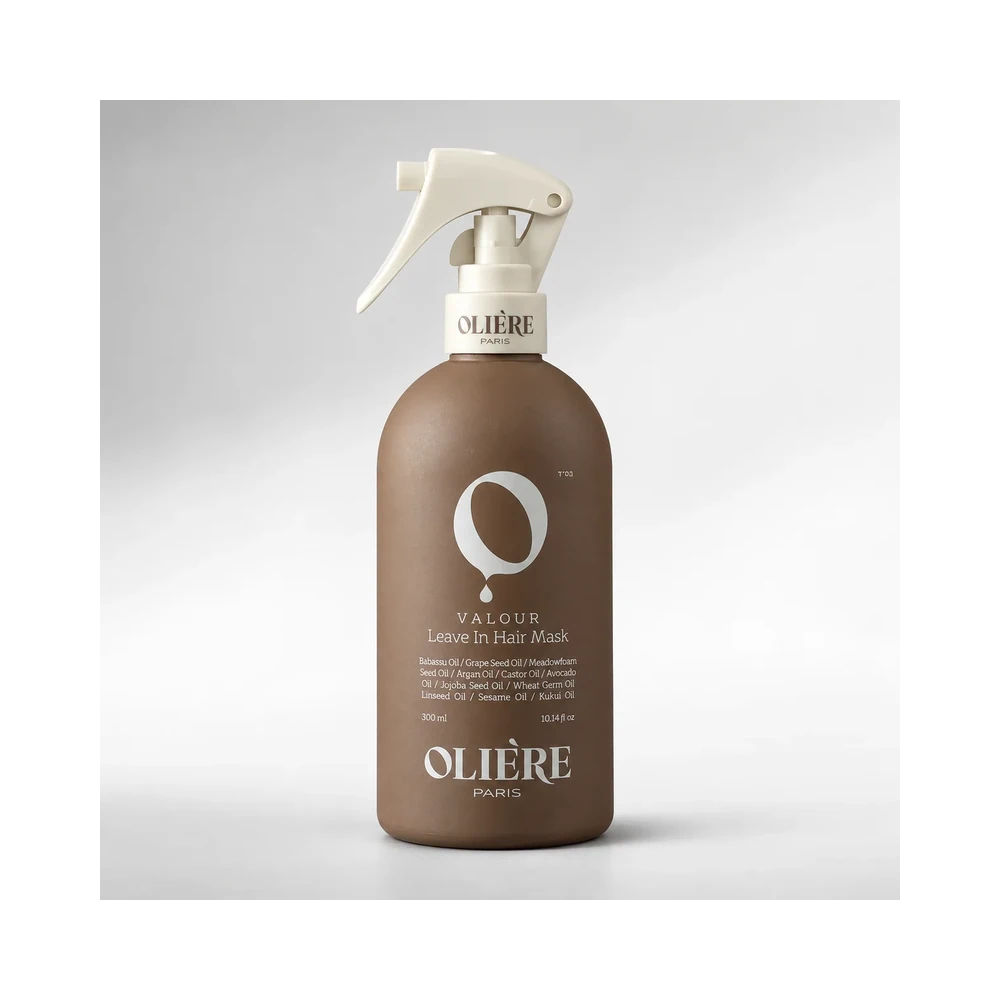 OLIÈRE
PARIS
VALOUR
Leave In Hair Mask
Babassu Oil / Grape Seed Oil / Meadowfoam
Seed Oil / Argan Oil / Castor Oil / Avocado
Oil / Jojoba Seed Oil / Wheat Germ Oil
Linseed Oil / Sesame Oil / Kukui Oil
300 ml 10.14 fl oz
OLIÈRE
PARIS